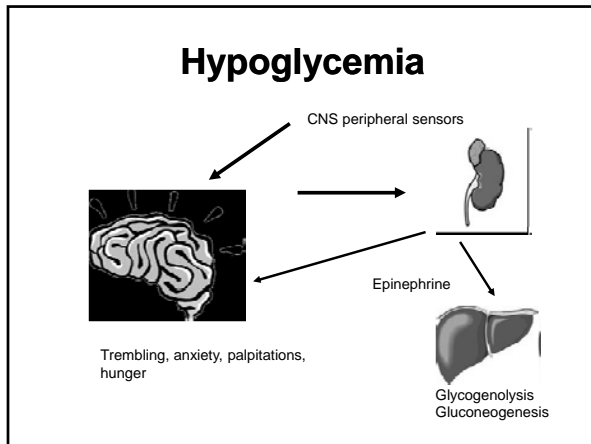 Hypoglycemia
CNS peripheral sensors
Epinephrine
Trembling, anxiety, palpitations,
hunger
Glycogenolysis
Gluconeogenesis